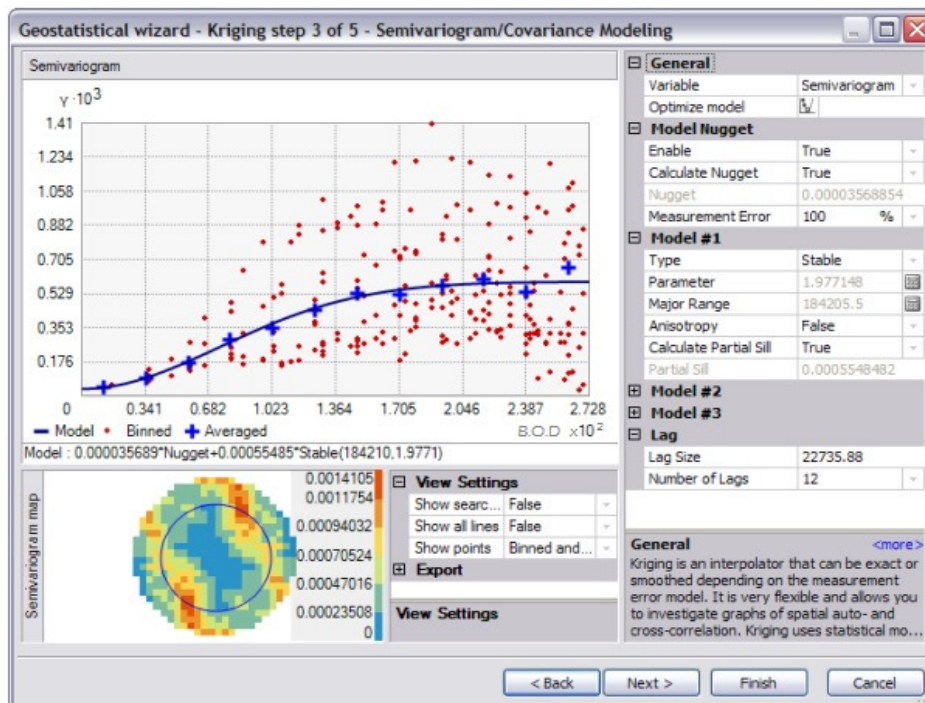 Geostatistical wizard - Kriging step 3 of 5 - Semivariogram/Covariance Modeling
Semivariogram
γ ·10³
1.41
1.234
1.058
0.882
0.705
0.529
0.353
0.176
0 0.341 0.682 1.023 1.364 1.705 2.046 2.387 2.728
Model Binned Averaged B.O.D x10²
Model : 0.000035689*Nugget+0.00055485*Stable(184210,1.9771)
Semivariogram map
0.0014105
0.0011754
0.00094032
0.00070524
0.00047016
0.00023508
0
View Settings
Show searc... False
Show all lines False
Show points Binned and...
Export
View Settings
General
Variable Semivariogram
Optimize model
Model Nugget
Enable True
Calculate Nugget True
Nugget 0.00003568854
Measurement Error 100 %
Model #1
Type Stable
Parameter 1.977148
Major Range 184205.5
Anisotropy False
Calculate Partial Sill True
Partial Sill 0.0005548482
Model #2
Model #3
Lag
Lag Size 22735.88
Number of Lags 12
General <more>
Kriging is an interpolator that can be exact or
smoothed depending on the measurement
error model. It is very flexible and allows you
to investigate graphs of spatial auto- and
cross-correlation. Kriging uses statistical mo...
< Back Next > Finish Cancel